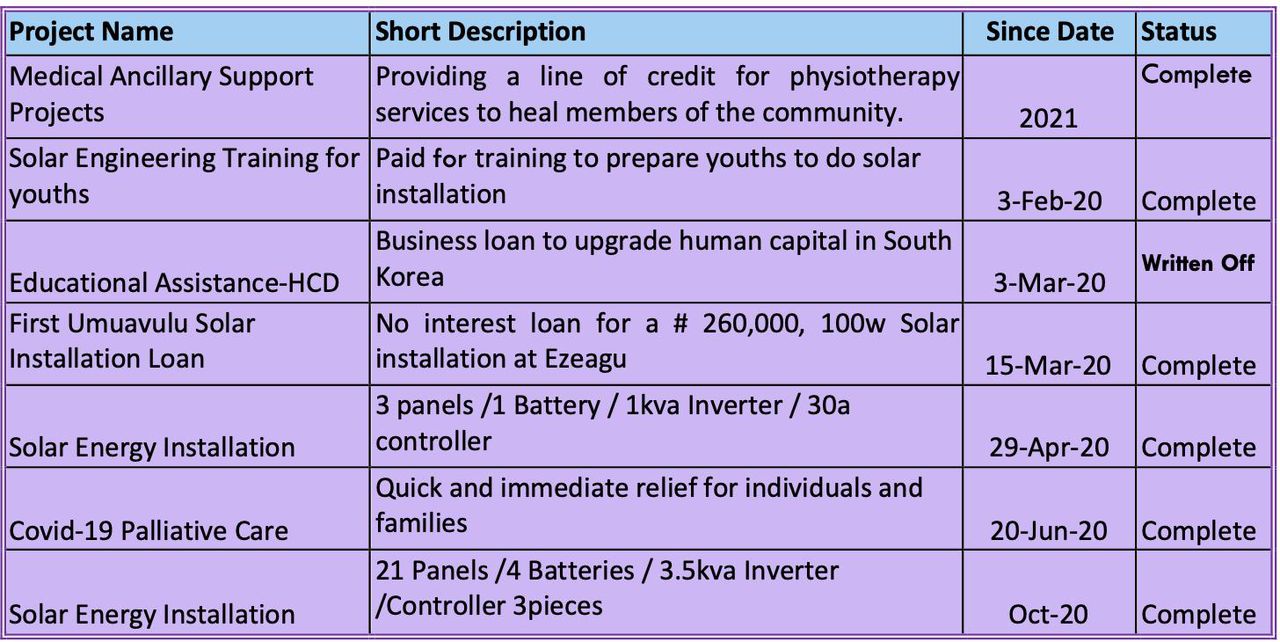 Project Name Short Description Since Date Status
Medical Ancillary Support Providing a line of credit for physiotherapy Complete
Projects services to heal members of the community. 2021
Solar Engineering Training for Paid for training to prepare youths to do solar
youths installation 3-Feb-20 Complete
Business loan to upgrade human capital in South
Educational Assistance-HCD Korea 3-Mar-20 Written Off
First Umuavulu Solar No interest loan for a # 260,000, 100w Solar
Installation Loan installation at Ezeagu 15-Mar-20 Complete
3 panels /1 Battery / 1kva Inverter / 30a
Solar Energy Installation controller 29-Apr-20 Complete
Quick and immediate relief for individuals and
Covid-19 Palliative Care families 20-Jun-20 Complete
21 Panels /4 Batteries / 3.5kva Inverter
Solar Energy Installation /Controller 3pieces Oct-20 Complete